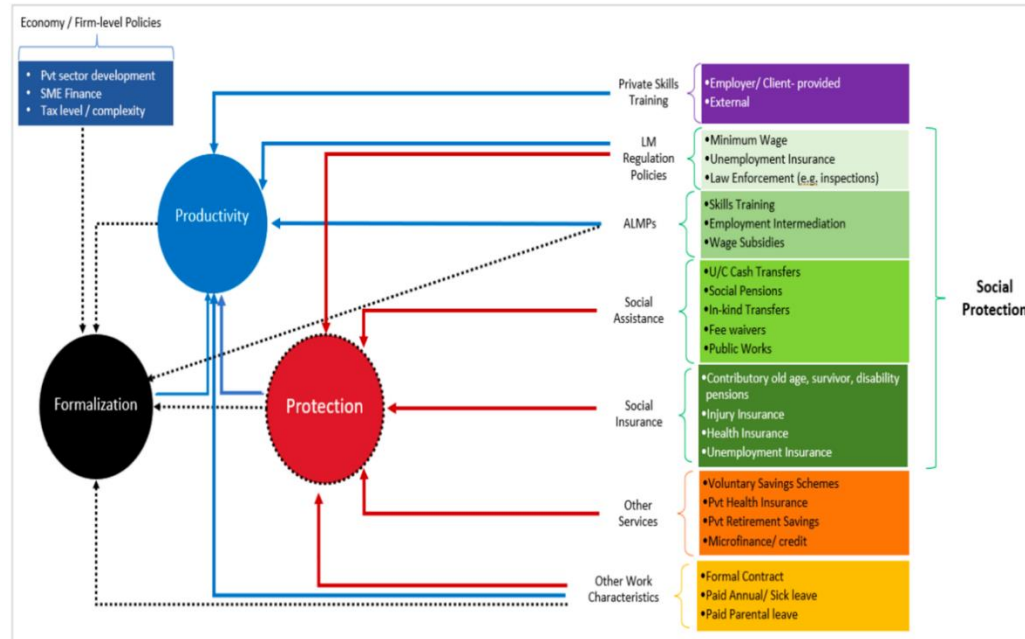 Economy / Firm-level Policies
• Pvt sector development
• SME Finance
• Tax level / complexity
Productivity
Formalization
Protection
Private Skills
Training
•Employer/ Client- provided
•External
LM
Regulation
Policies
•Minimum Wage
•Unemployment Insurance
•Law Enforcement (e.g. inspections)
ALMPs
•Skills Training
•Employment Intermediation
•Wage Subsidies
Social
Assistance
•U/C Cash Transfers
•Social Pensions
•In-kind Transfers
•Fee waivers
•Public Works
Social
Insurance
•Contributory old age, survivor, disability
pensions
•Injury Insurance
•Health Insurance
•Unemployment Insurance
Social
Protection
Other
Services
•Voluntary Savings Schemes
•Pvt Health Insurance
•Pvt Retirement Savings
•Microfinance/ credit
Other Work
Characteristics
•Formal Contract
•Paid Annual/ Sick leave
•Paid Parental leave